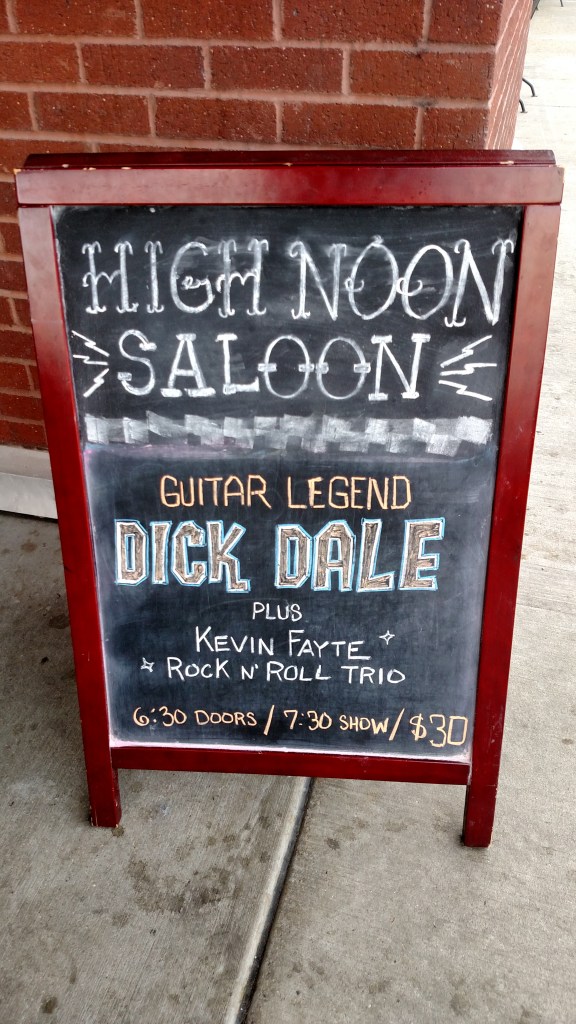 HIGH NOON
SALOON
GUITAR LEGEND
DICK DALE
PLUS
KEVIN FAYTE
ROCK N' ROLL TRIO
6:30 DOORS / 7:30 SHOW / $30